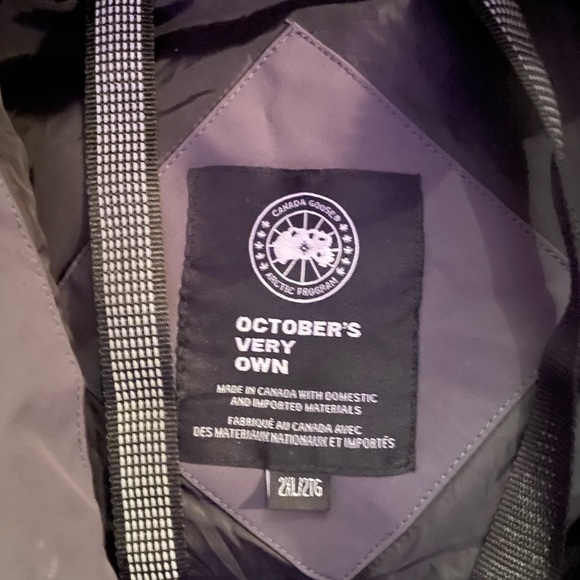 CANADA GOOSE®
ARCTIC PROGRAM
OCTOBER'S
VERY
OWN
MADE IN CANADA WITH DOMESTIC
AND IMPORTED MATERIALS
FABRIQUÉ AU CANADA AVEC
DES MATERIAUX NATIONAUX ET IMPORTÉS
2XL/2TG